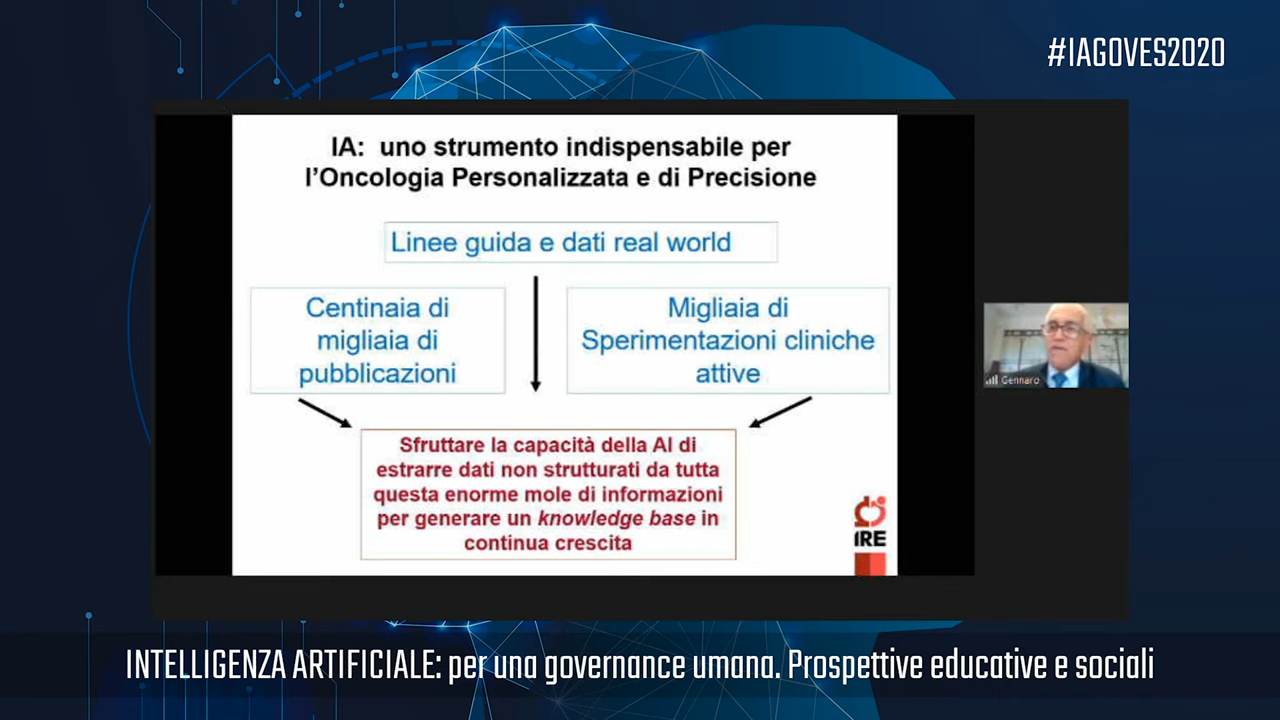 #IAGOVES2020
IA: uno strumento indispensabile per
l'Oncologia Personalizzata e di Precisione
Linee guida e dati real world
Centinaia di
migliaia di
pubblicazioni
Migliaia di
Sperimentazioni cliniche
attive
Sfruttare la capacità della AI di
estrarre dati non strutturati da tutta
questa enorme mole di informazioni
per generare un knowledge base in
continua crescita
IRE
Gennaro
INTELLIGENZA ARTIFICIALE: per una governance umana. Prospettive educative e sociali